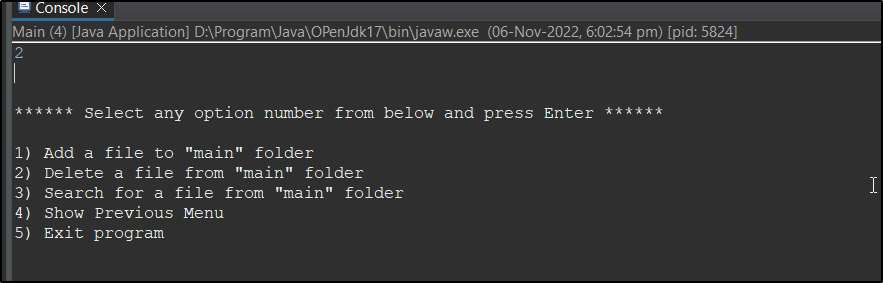 Console
Main (4) [Java Application] D:\Program\Java\OPenJdk17\bin\javaw.exe (06-Nov-2022, 6:02:54 pm) [pid: 5824]
2
****** Select any option number from below and press Enter ******
1) Add a file to "main" folder
2) Delete a file from "main" folder
3) Search for a file from "main" folder
4) Show Previous Menu
5) Exit program